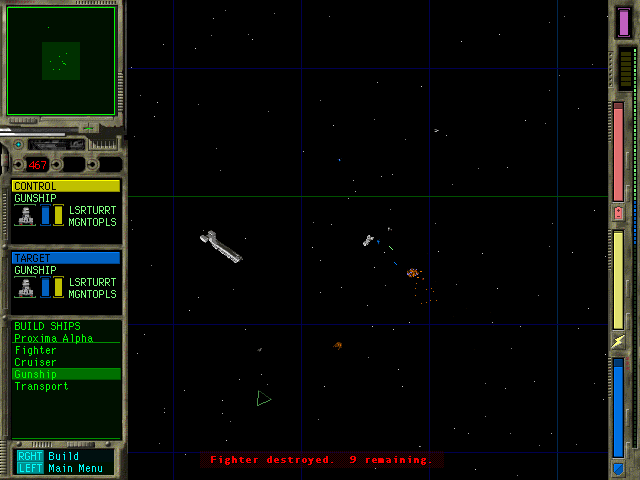 467
CONTROL
GUNSHIP
LSRTURRT
MGNTOPLS
TARGET
GUNSHIP
LSRTURRT
MGNTOPLS
BUILD SHIPS
Proxima Alpha
Fighter
Cruiser
Gunship
Transport
RGHT Build
LEFT Main Menu
Fighter destroyed. 9 remaining.